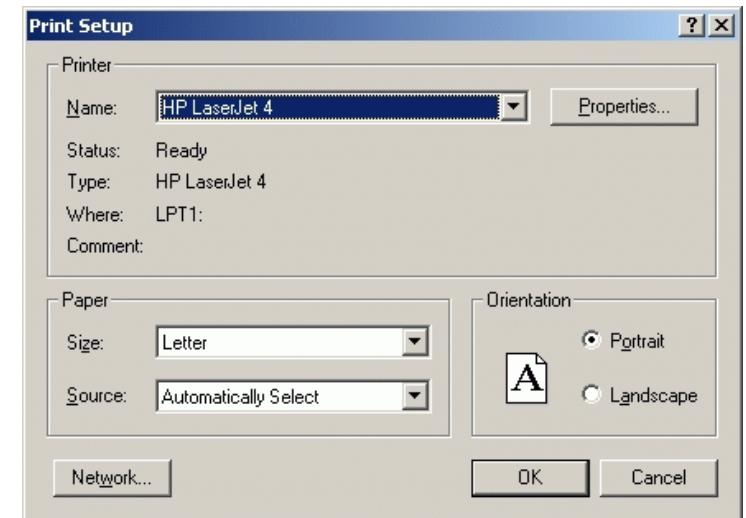 Print Setup
Printer
Name: HP LaserJet 4 Properties...
Status: Ready
Type: HP LaserJet 4
Where: LPT1:
Comment:
Paper
Size: Letter
Source: Automatically Select
Orientation
A
Portrait
Landscape
Network... OK Cancel